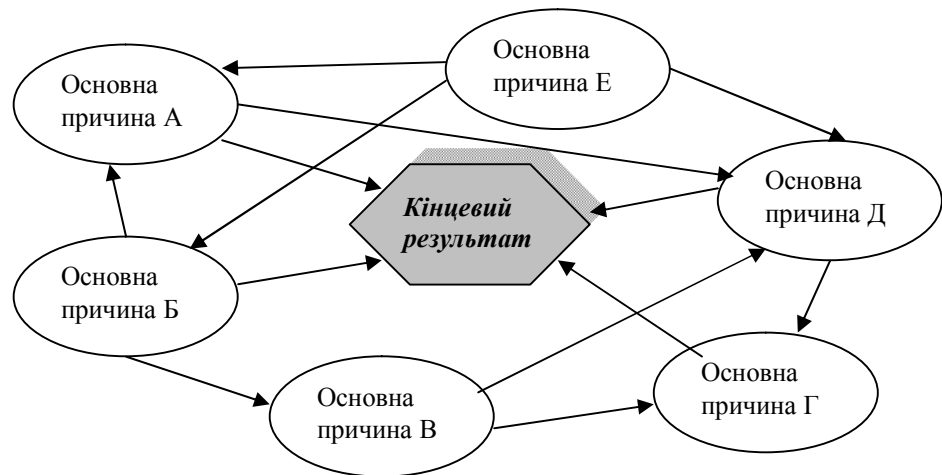 Основна
причина Е
Основна
причина А
Основна
причина Д
Кінцевий
результат
Основна
причина Б
Основна
причина Г
Основна
причина В